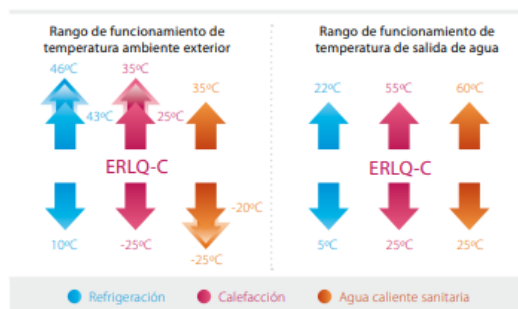 Rango de funcionamiento de
temperatura ambiente exterior
46ºC
35ºC
35ºC
43ºC
25ºC
ERLQ-C
-20ºC
10ºC
-25ºC
-25ºC
Rango de funcionamiento de
temperatura de salida de agua
22ºC
55ºC
60ºC
ERLQ-C
5ºC
25ºC
25ºC
Refrigeración
Calefacción
Agua caliente sanitaria